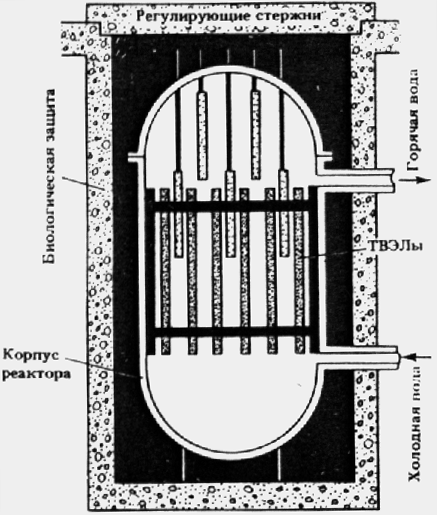 Регулирующие стержни
Биологическая защита
Горячая вода
ТВЭЛы
Корпус
реактора
Холодная вода